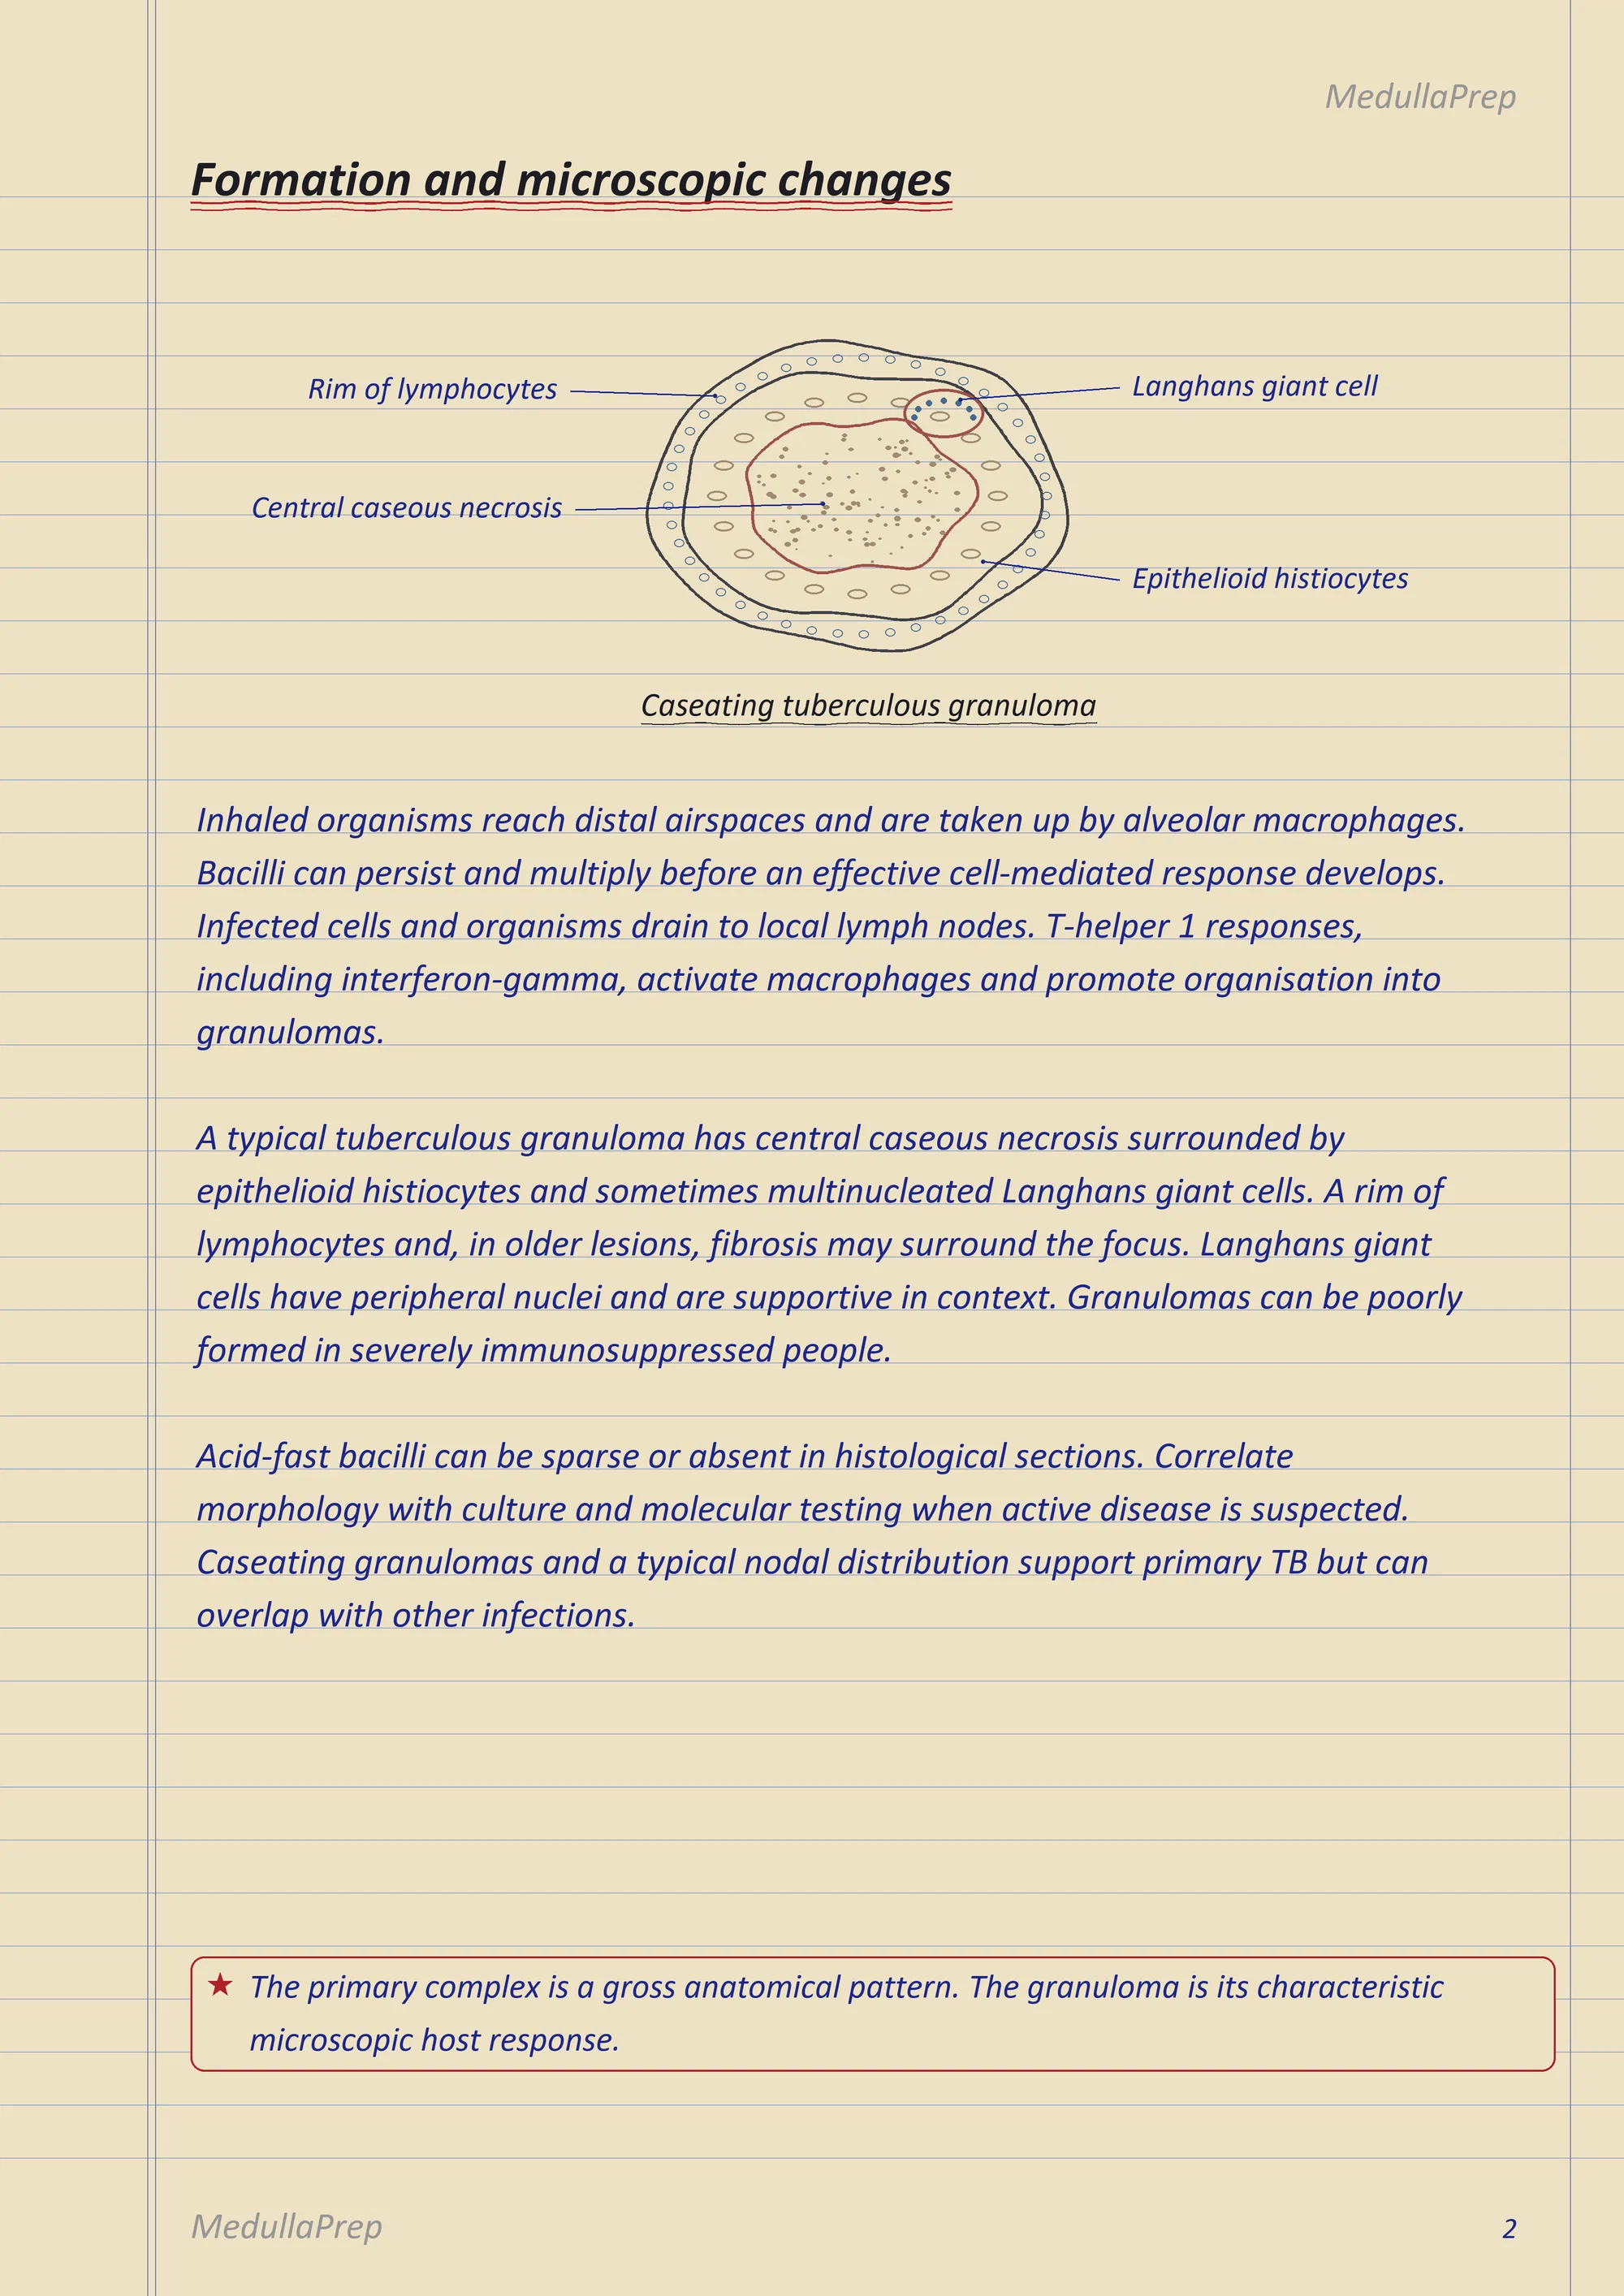 MedullaPrep
Formation and microscopic changes
Rim of lymphocytes
Langhans giant cell
Central caseous necrosis
Epithelioid histiocytes
Caseating tuberculous granuloma
Inhaled organisms reach distal airspaces and are taken up by alveolar macrophages.
Bacilli can persist and multiply before an effective cell-mediated response develops.
Infected cells and organisms drain to local lymph nodes. T-helper 1 responses,
including interferon-gamma, activate macrophages and promote organisation into
granulomas.
A typical tuberculous granuloma has central caseous necrosis surrounded by
epithelioid histiocytes and sometimes multinucleated Langhans giant cells. A rim of
lymphocytes and, in older lesions, fibrosis may surround the focus. Langhans giant
cells have peripheral nuclei and are supportive in context. Granulomas can be poorly
formed in severely immunosuppressed people.
Acid-fast bacilli can be sparse or absent in histological sections. Correlate
morphology with culture and molecular testing when active disease is suspected.
Caseating granulomas and a typical nodal distribution support primary TB but can
overlap with other infections.
★ The primary complex is a gross anatomical pattern. The granuloma is its characteristic
microscopic host response.
MedullaPrep
2